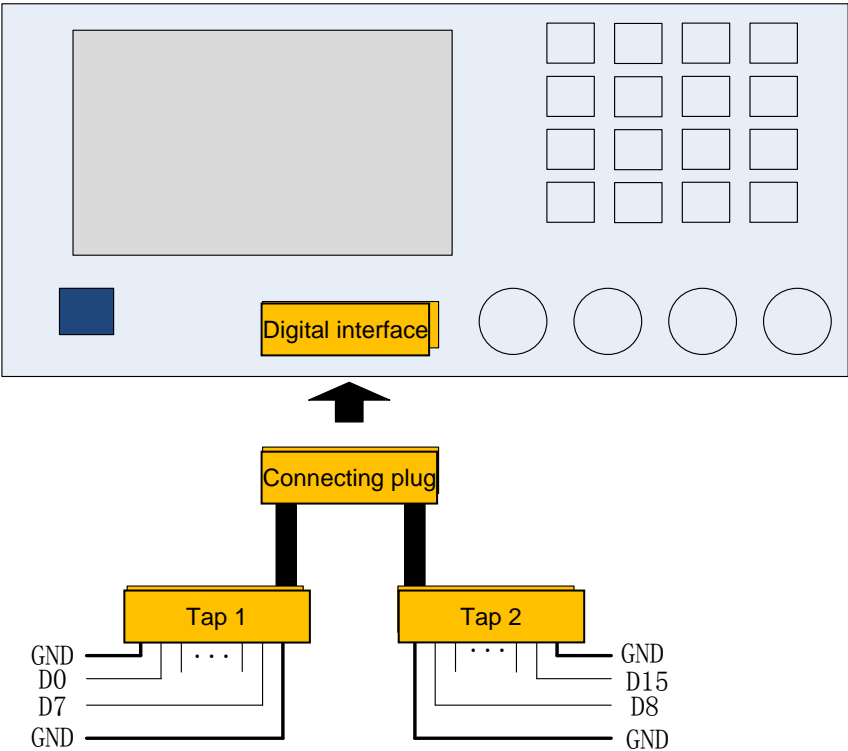 Digital interface
Connecting plug
Tap 1
Tap 2
GND
D0
D7
GND
GND
D15
D8
GND